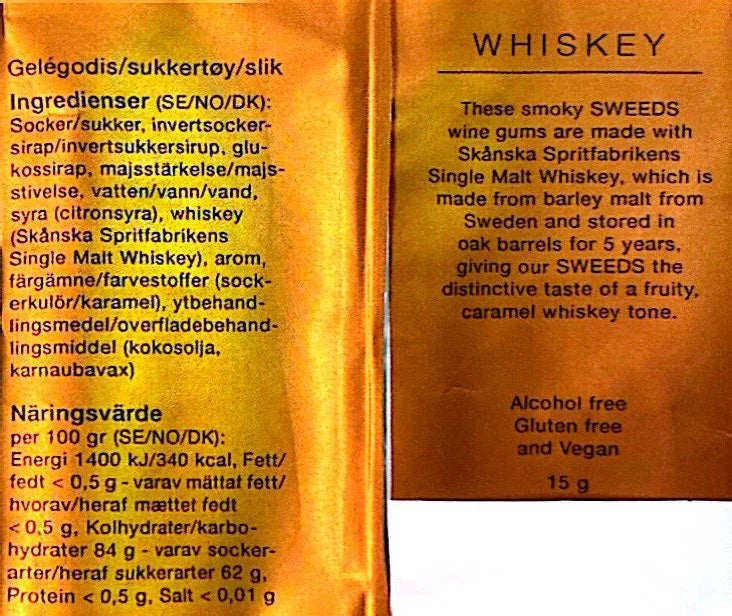 Gelégodis/sukkertøy/slik
Ingredienser (SE/NO/DK):
Socker/sukker, invertsocker-
sirap/invertsukkersirup, glu-
kossirap, majsstärkelse/majs-
stivelse, vatten/vann/vand,
syra (citronsyra), whiskey
(Skånska Spritfabrikens
Single Malt Whiskey), arom,
färgämne/farvestoffer (sock-
erkulör/karamel), ytbehand-
lingsmedel/overfladebehand-
lingsmiddel (kokosolja,
karnaubavax)
Näringsvärde
per 100 gr (SE/NO/DK):
Energi 1400 kJ/340 kcal, Fett/
fedt < 0,5 g - varav mättat fett/
hvorav/heraf mættet fedt
< 0,5 g, Kolhydrater/karbo-
hydrater 84 g - varav socker-
arter/heraf sukkerarter 62 g,
Protein < 0,5 g, Salt < 0,01 g
WHISKEY
These smoky SWEEDS
wine gums are made with
Skånska Spritfabrikens
Single Malt Whiskey, which is
made from barley malt from
Sweden and stored in
oak barrels for 5 years,
giving our SWEEDS the
distinctive taste of a fruity,
caramel whiskey tone.
Alcohol free
Gluten free
and Vegan
15 g